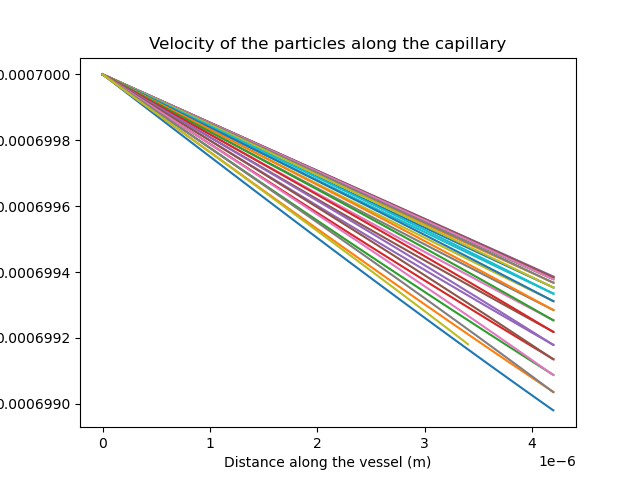 Velocity of the particles along the capillary
0.0007000
0.0006998
0.0006996
0.0006994
0.0006992
0.0006990
0 1 2 3 4
1e−6
Distance along the vessel (m)